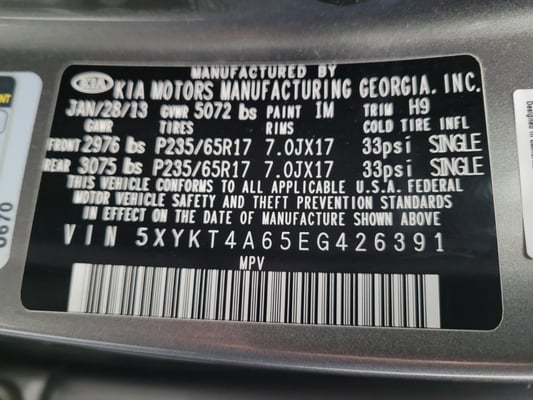 MANUFACTURED BY
KIA KIA MOTORS MANUFACTURING GEORGIA, INC.
JAN/28/13 GVWR 5072 lbs PAINT IM TRIM H9
GAWR TIRES RIMS COLD TIRE INFL
FRONT 2976 lbs P235/65R17 7.0JX17 33psi SINGLE
REAR 3075 lbs P235/65R17 7.0JX17 33psi SINGLE
THIS VEHICLE CONFORMS TO ALL APPLICABLE U.S.A. FEDERAL
MOTOR VEHICLE SAFETY AND THEFT PREVENTION STANDARDS
IN EFFECT ON THE DATE OF MANUFACTURE SHOWN ABOVE
VIN 5XYKT4A65EG426391
MPV
0670
Designed